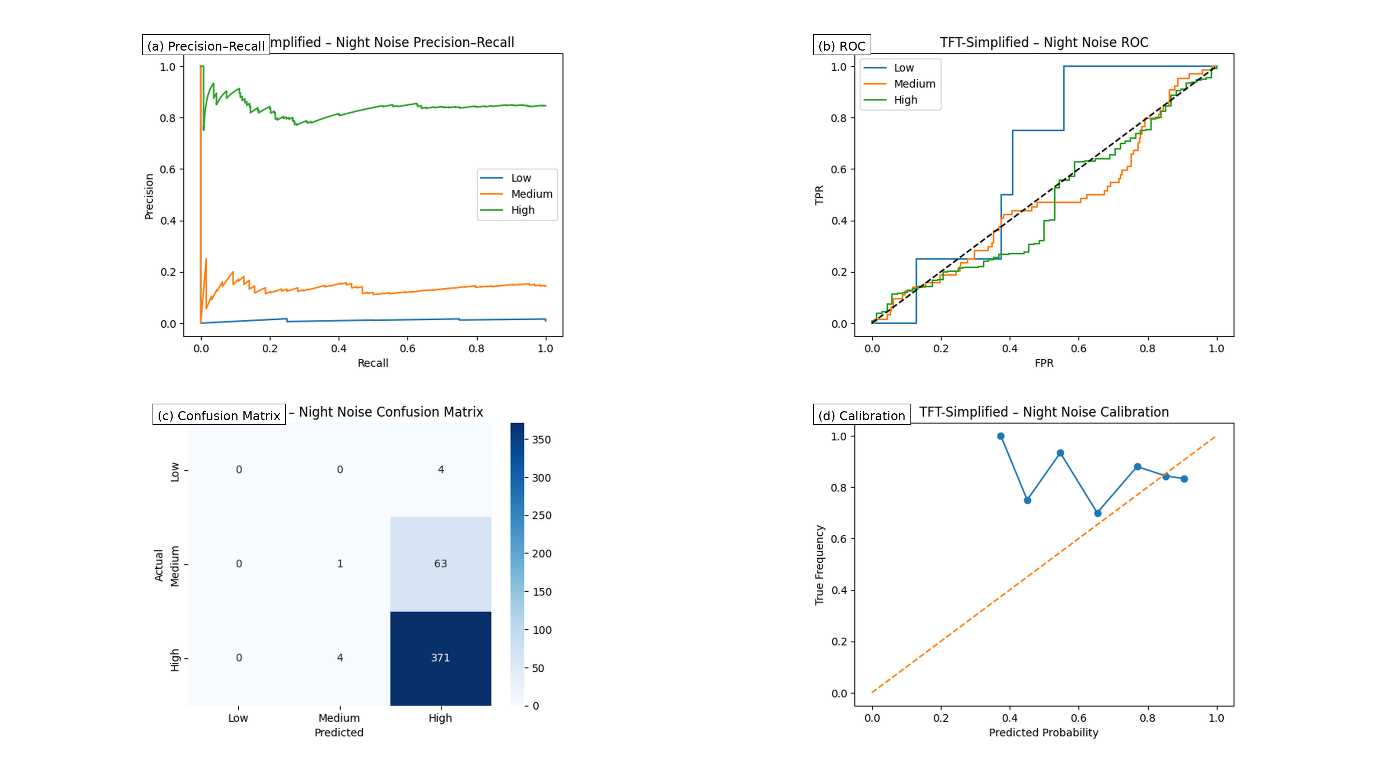 (a) Precision–Recall
mplified – Night Noise Precision–Recall
1.0
0.8
0.6
0.4
0.2
0.0
Precision
Low
Medium
High
0.0 0.2 0.4 0.6 0.8 1.0
Recall
(b) ROC
TFT-Simplified – Night Noise ROC
Low
Medium
High
1.0
0.8
0.6
0.4
0.2
0.0
TPR
0.0 0.2 0.4 0.6 0.8 1.0
FPR
(c) Confusion Matrix
– Night Noise Confusion Matrix
Actual
Low
Medium
High
0 0 4
0 1 63
0 4 371
Low Medium High
Predicted
350
300
250
200
150
100
50
0
(d) Calibration
TFT-Simplified – Night Noise Calibration
1.0
0.8
0.6
0.4
0.2
0.0
True Frequency
0.0 0.2 0.4 0.6 0.8 1.0
Predicted Probability